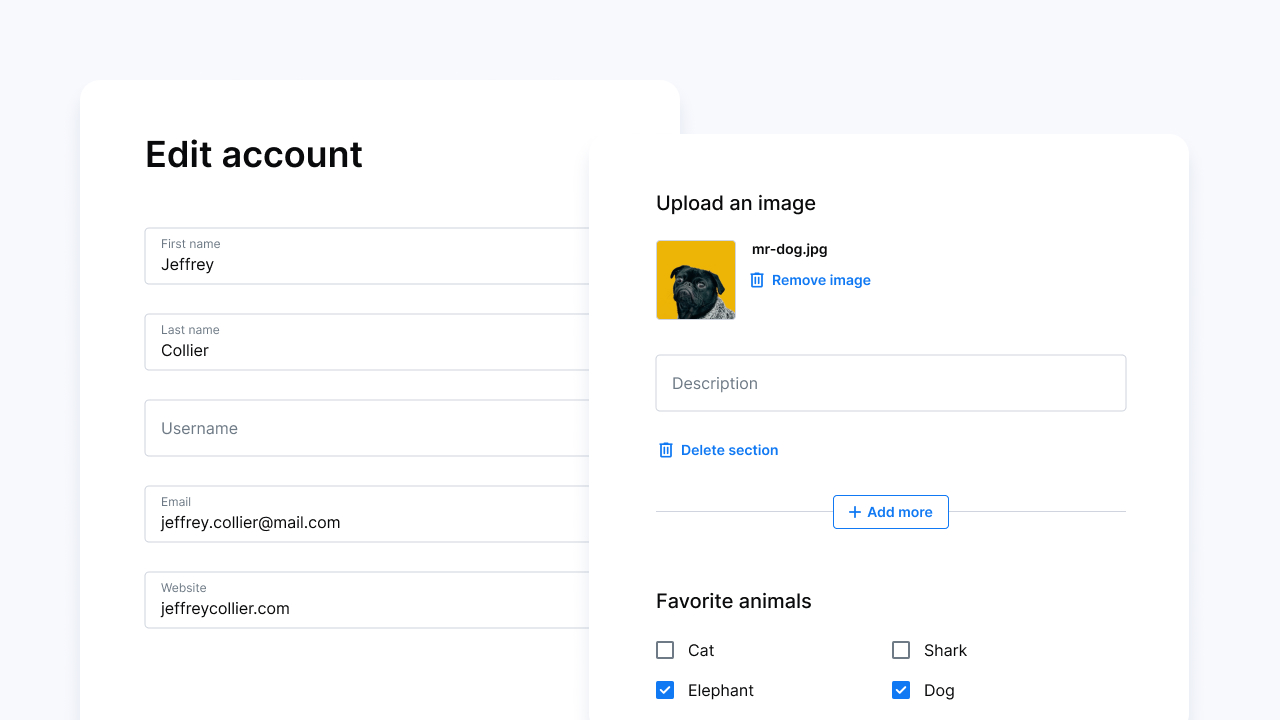 Edit account
First name
Jeffrey
Last name
Collier
Username
Email
jeffrey.collier@mail.com
Website
jeffreycollier.com
Upload an image
mr-dog.jpg
Remove image
Description
Delete section
Add more
Favorite animals
Cat
Shark
Elephant
Dog